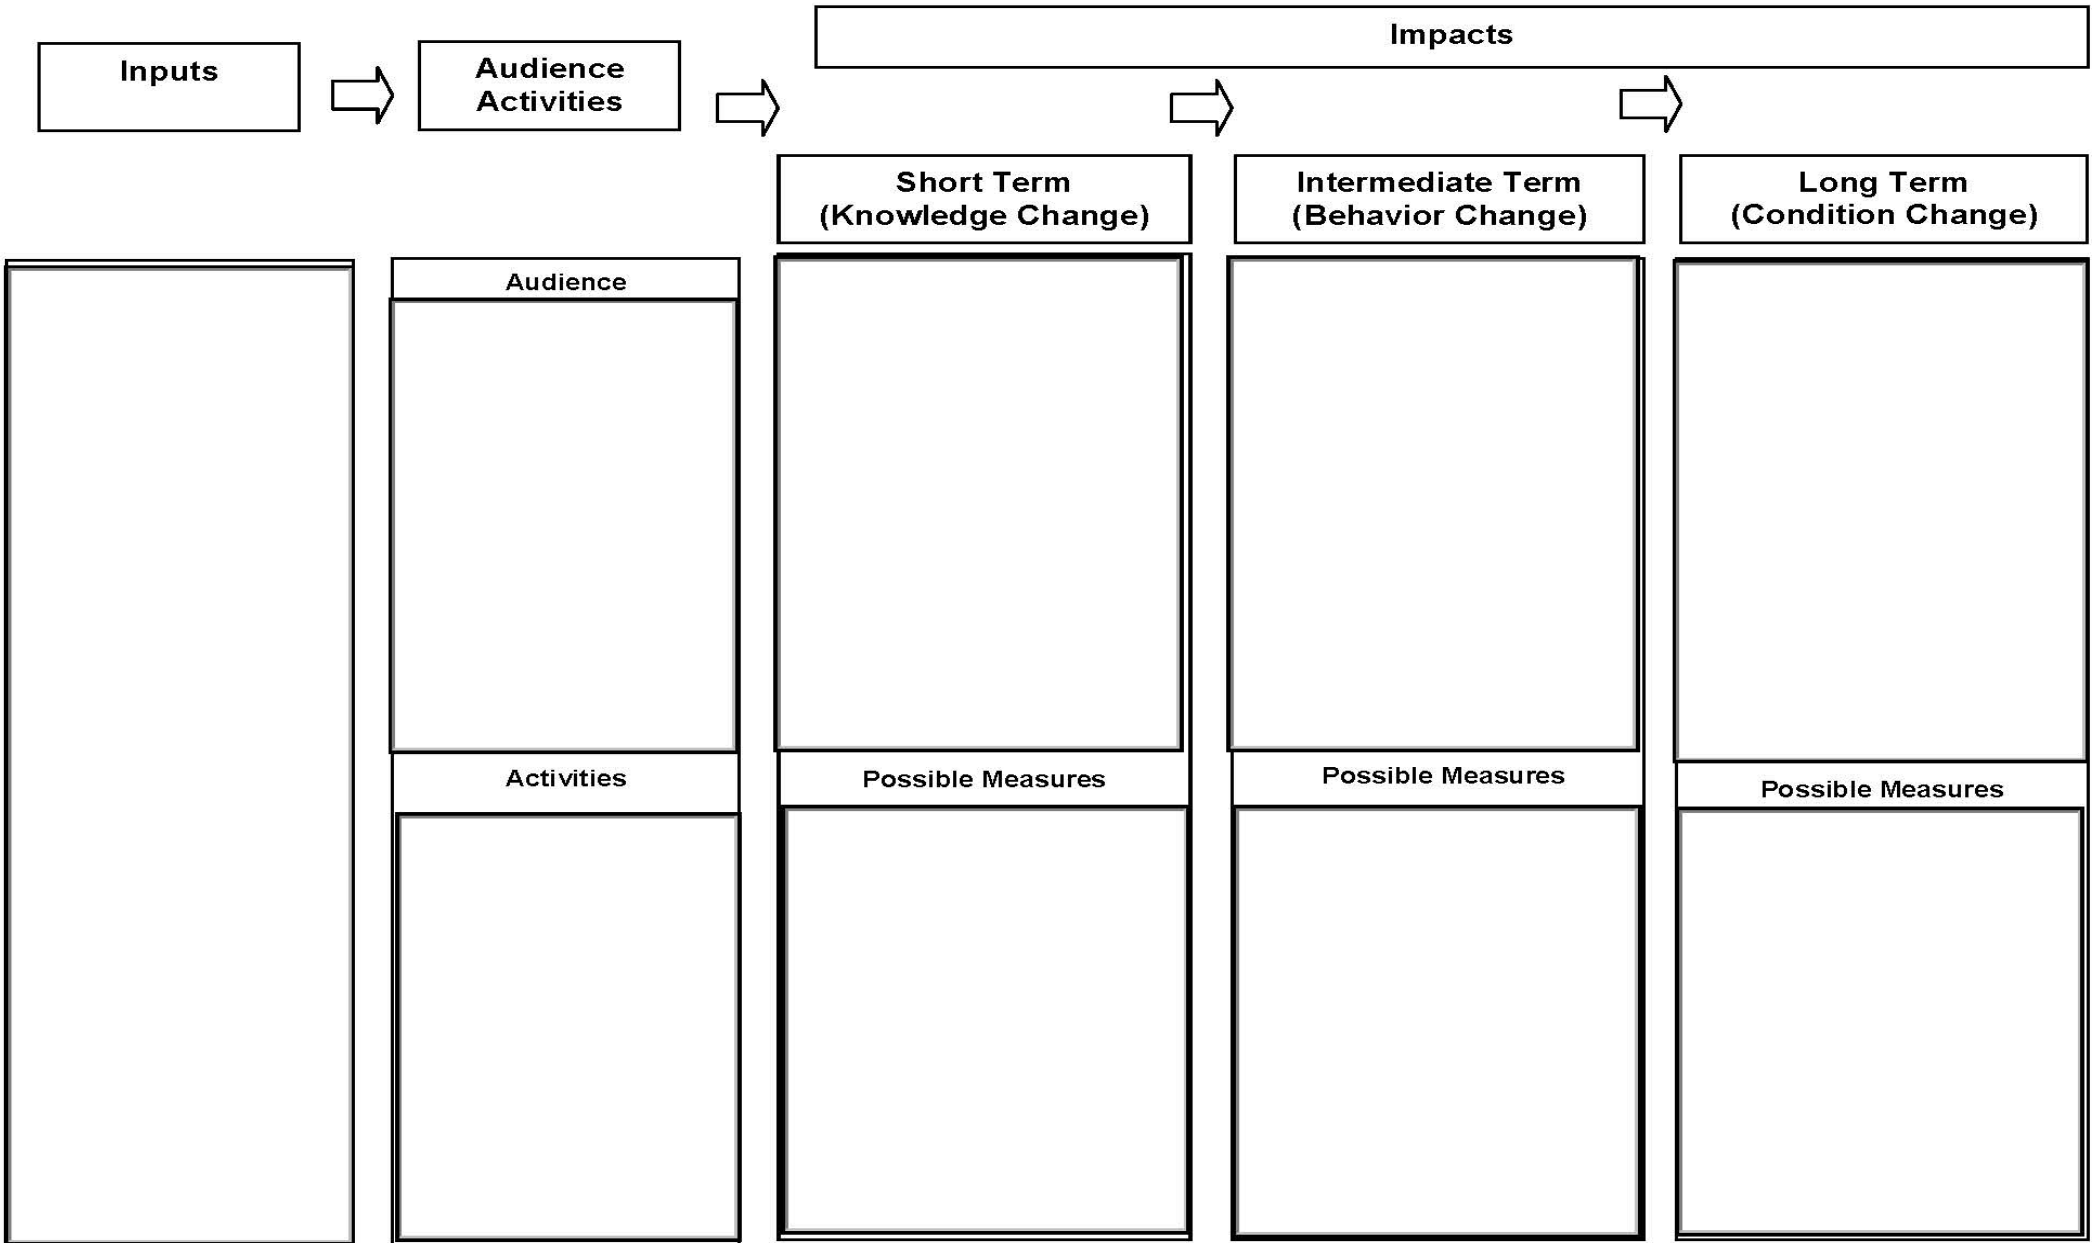 Impacts
Inputs
Audience
Activities
Short Term
(Knowledge Change)
Intermediate Term
(Behavior Change)
Long Term
(Condition Change)
Audience
Activities
Possible Measures
Possible Measures
Possible Measures